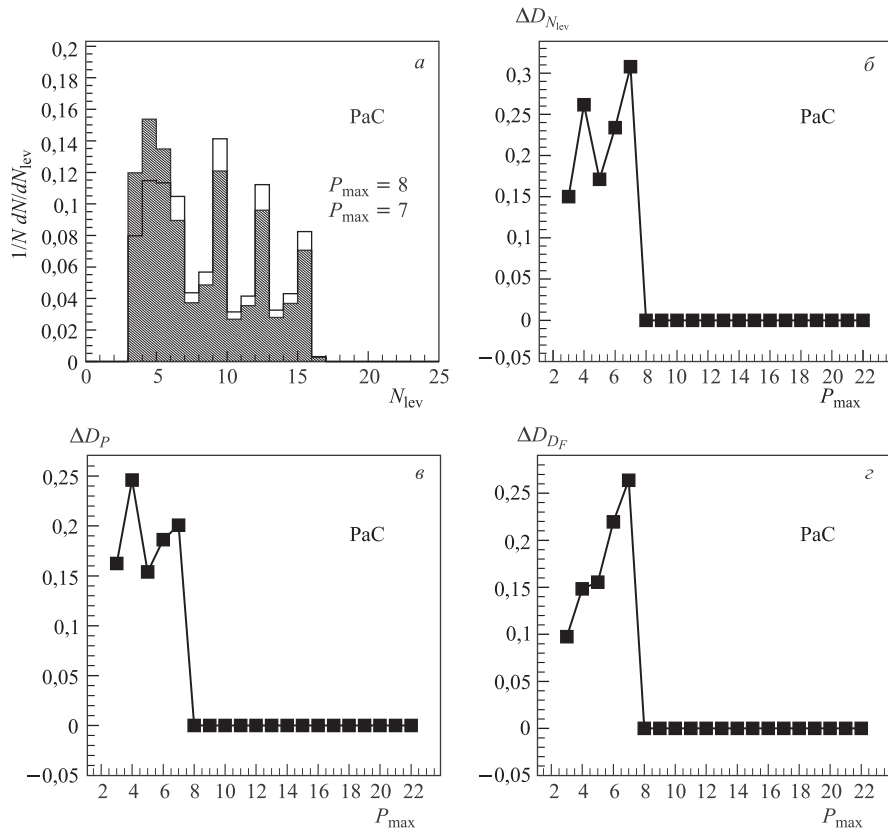 0,2
0,18
0,16
0,14
0,12
0,1
0,08
0,06
0,04
0,02
0
1/N dN/dN_lev
а
PaC
P_max = 8
P_max = 7
0 5 10 15 20 25
N_lev
ΔD_{N_lev}
б
0,3
0,25
0,2
0,15
0,1
0,05
0
−0,05
PaC
2 4 6 8 10 12 14 16 18 20 22
P_max
ΔD_P
в
0,25
0,2
0,15
0,1
0,05
0
−0,05
PaC
2 4 6 8 10 12 14 16 18 20 22
P_max
ΔD_{D_F}
г
0,25
0,2
0,15
0,1
0,05
0
−0,05
PaC
2 4 6 8 10 12 14 16 18 20 22
P_max